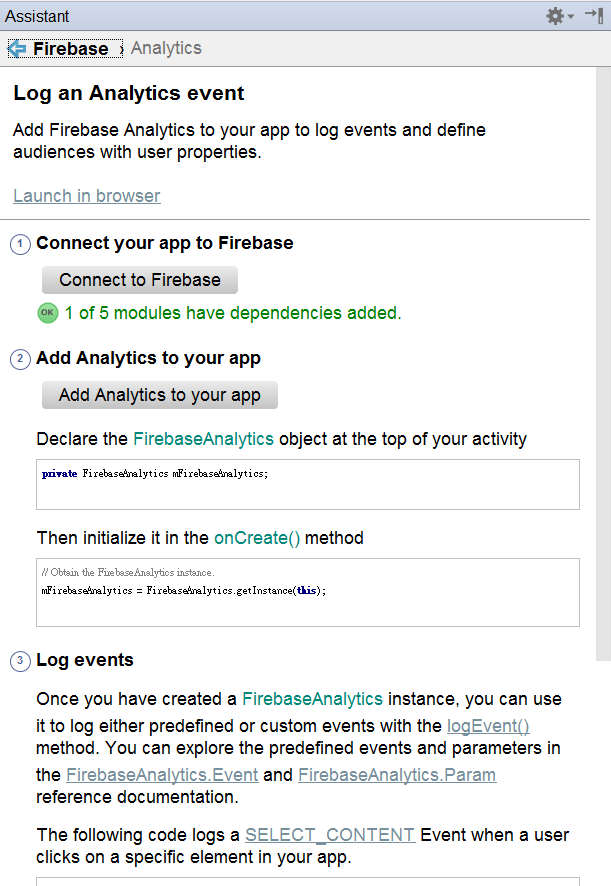 Assistant
Firebase › Analytics
Log an Analytics event
Add Firebase Analytics to your app to log events and define
audiences with user properties.
Launch in browser
1 Connect your app to Firebase
Connect to Firebase
OK 1 of 5 modules have dependencies added.
2 Add Analytics to your app
Add Analytics to your app
Declare the FirebaseAnalytics object at the top of your activity
private FirebaseAnalytics mFirebaseAnalytics;
Then initialize it in the onCreate() method
// Obtain the FirebaseAnalytics instance.
mFirebaseAnalytics = FirebaseAnalytics.getInstance(this);
3 Log events
Once you have created a FirebaseAnalytics instance, you can use
it to log either predefined or custom events with the logEvent()
method. You can explore the predefined events and parameters in
the FirebaseAnalytics.Event and FirebaseAnalytics.Param
reference documentation.
The following code logs a SELECT_CONTENT Event when a user
clicks on a specific element in your app.